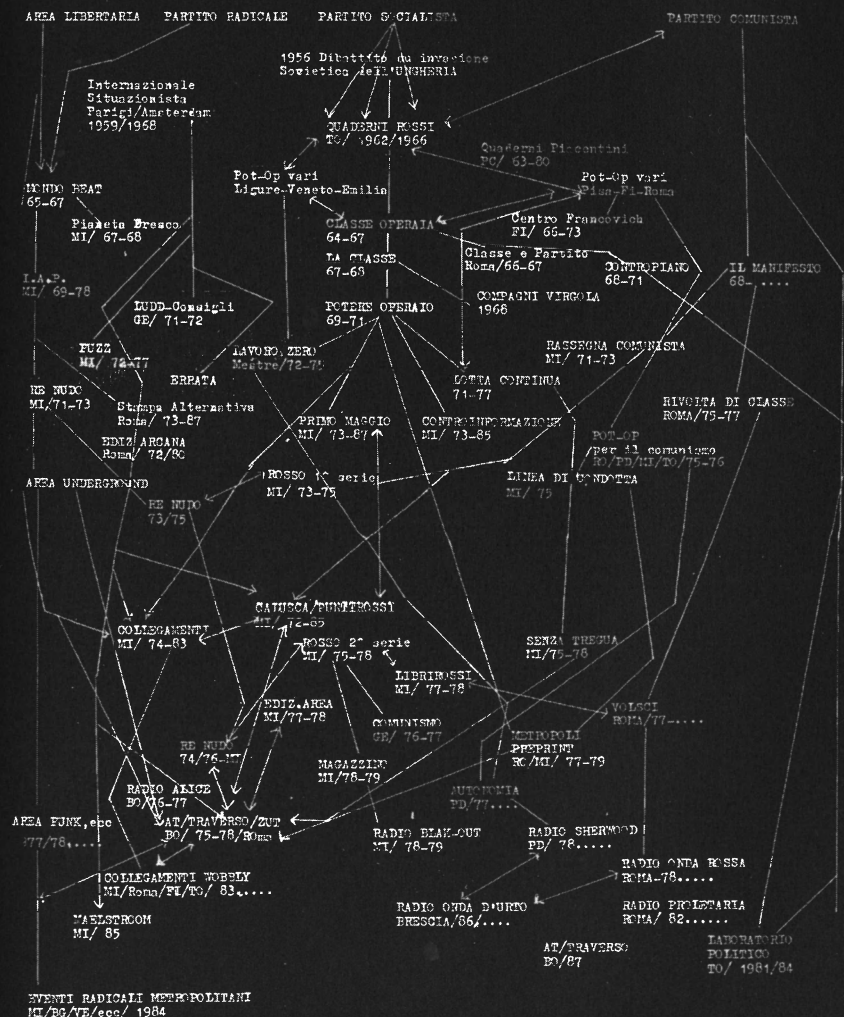 AREA LIBERTARIA
PARTITO RADICALE
PARTITO SOCIALISTA
PARTITO COMUNISTA
1956 Dibattito su invasione
Sovietica dell'UNGHERIA
Internazionale
Situazionista
Parigi/Amsterdam
1959/1968
QUADERNI ROSSI
TO/ 1962/1966
Quaderni Piacentini
PC/ 63-80
Pot-Op vari
Ligure-Veneto-Emilia
Pot-Op vari
Pisa-Fi-Roma
MONDO BEAT
65-67
Pianeta Fresco
MI/ 67-68
CLASSE OPERAIA
64-67
Centro Francovich
FI/ 66-73
LA CLASSE
67-68
Classe e Partito
Roma/66-67
CONTROPIANO
68-71
IL MANIFESTO
68-.....
I.A.P.
MI/ 69-78
LUDD-Consigli
GE/ 71-72
POTERE OPERAIO
69-71
COMPAGNI VIRGOLA
1966
FUZZ
MI/ 72-77
LAVORO ZERO
Mestre/72-75
RASSEGNA COMUNISTA
MI/ 71-73
ERRATA
LOTTA CONTINUA
71-77
RE NUDO
MI/71-73
Stampa Alternativa
Roma/ 73-87
RIVOLTA DI CLASSE
ROMA/75-77
PRIMO MAGGIO
MI/ 73-87
CONTROINFORMAZIONE
MI/ 73-85
POT-OP
per il comunismo
RO/PD/MI/TO/75-76
EDIZ ARCANA
Roma/ 72/80
ROSSO 1^ serie
MI/ 73-75
LINEA DI CONDOTTA
MI/ 75
AREA UNDERGROUND
RE NUDO
73/75
CALUSCA/PUNTIROSSI
MI/ 72-85
COLLEGAMENTI
MI/ 74-83
ROSSO 2^ serie
MI/ 75-78
SENZA TREGUA
MI/75-78
LIBRIROSSI
MI/ 77-78
EDIZ.AREA
MI/77-78
VOLSCI
ROMA/77-....
COMUNISMO
GE/ 76-77
METROPOLI
PREPRINT
RO/MI/ 77-79
RE NUDO
74/76-MI
MAGAZZINO
MI/78-79
RADIO ALICE
BO/76-77
AUTONOMIA
PD/77....
AREA PUNK,ecc
77/78,....
AT/TRAVERSO/ZUT
BO/ 75-78/Roma
RADIO BLAK-OUT
MI/ 78-79
RADIO SHERWOOD
PD/ 78.....
RADIO ONDA ROSSA
ROMA-78.....
COLLEGAMENTI WOBBLY
MI/Roma/FI/TO/ 83.....
MAELSTROOM
MI/ 85
RADIO ONDA D'URTO
BRESCIA/86/....
RADIO PROLETARIA
ROMA/ 82......
AT/TRAVERSO
BO/87
LABORATORIO
POLITICO
TO/ 1981/84
EVENTI RADICALI METROPOLITANI
MI/BG/VE/ecc/ 1984